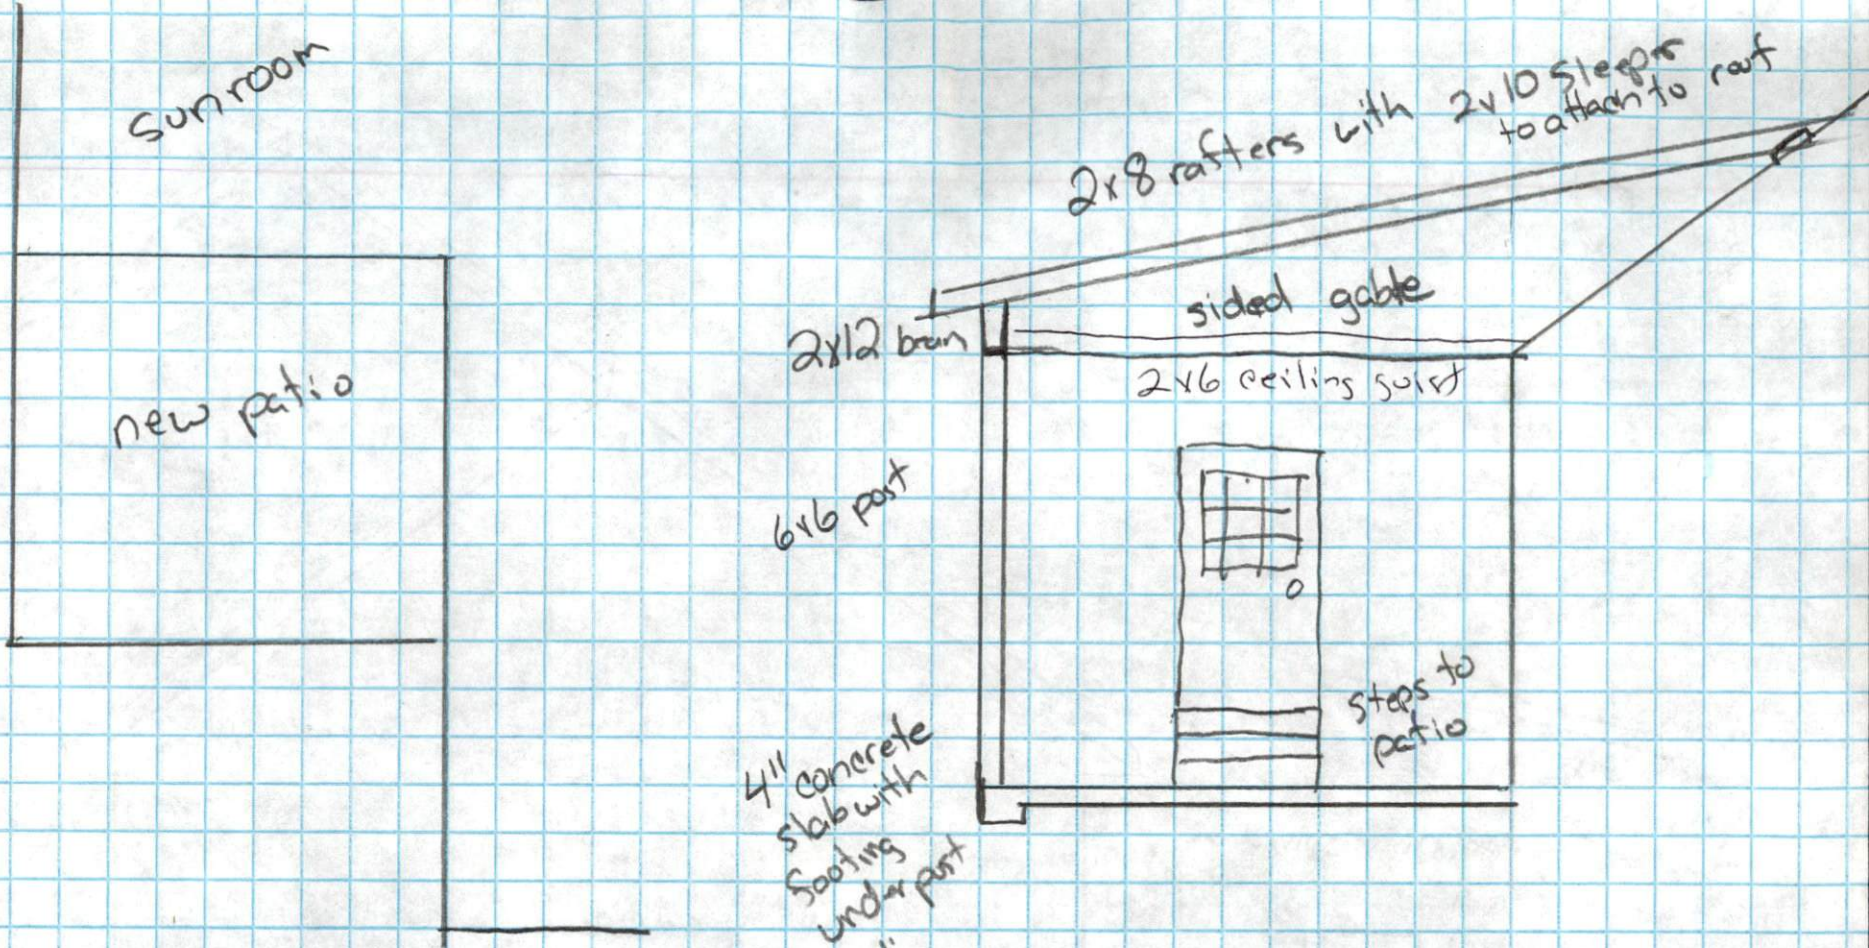 sunroom
new patio
2x8 rafters with 2x10 sleeper
to attach to roof
sided gable
2x12 beam
2x6 ceiling juist
6x6 post
steps to
patio
4" concrete
slab with
footing
under post